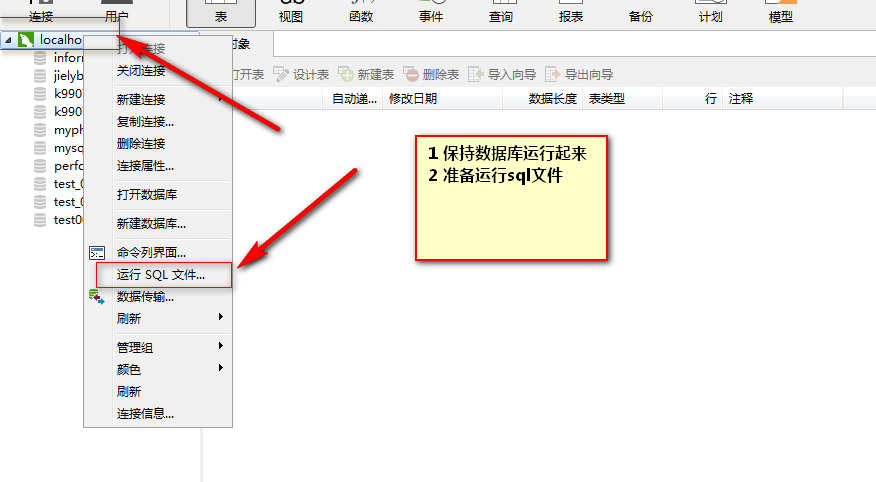 连接 用户 表 视图 函数 事件 查询 报表 备份 计划 模型
localho 对象
打开表 设计表 新建表 删除表 导入向导 导出向导
自动递... 修改日期 数据长度 表类型 行 注释
inform
jielyb
k990
k990
myph
mysq
perfo
test_0
test_0
test00
打开连接
关闭连接
新建连接
复制连接...
删除连接
连接属性...
打开数据库
新建数据库...
命令列界面...
运行 SQL 文件...
数据传输...
刷新
管理组
颜色
刷新
连接信息...
1 保持数据库运行起来
2 准备运行sql文件